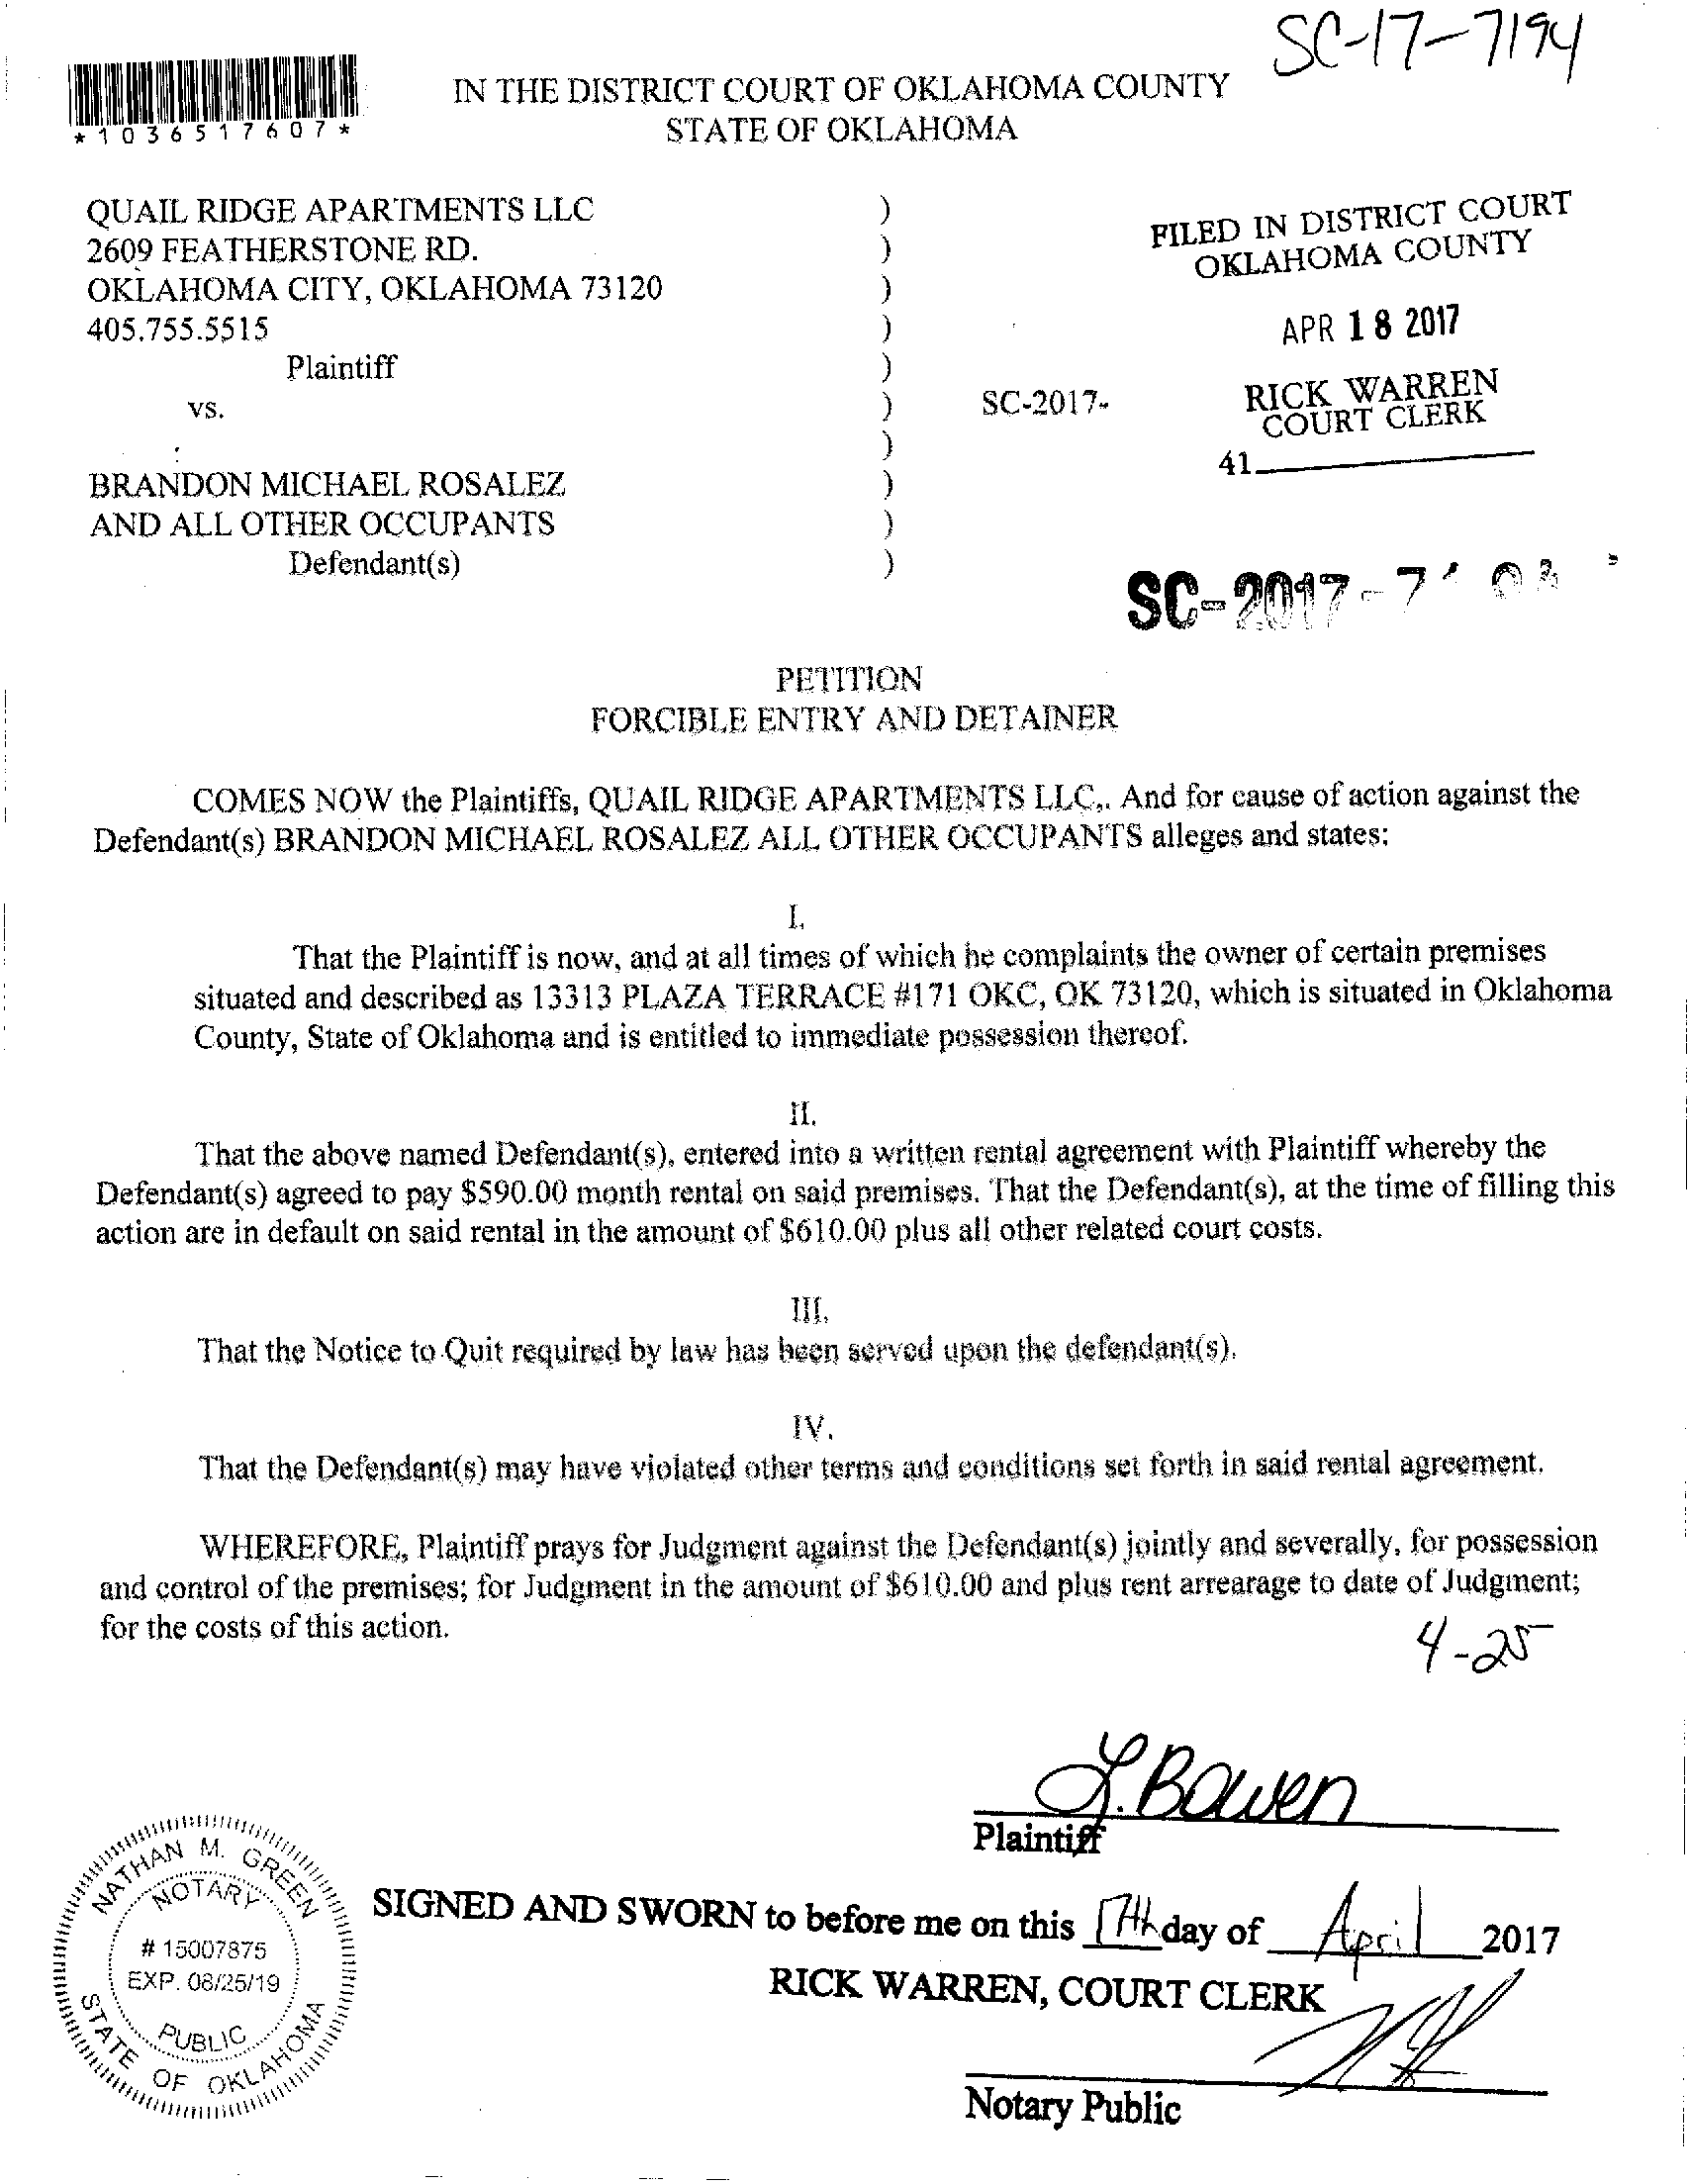 SC-17-7194
*1036517607*
IN THE DISTRICT COURT OF OKLAHOMA COUNTY
STATE OF OKLAHOMA
QUAIL RIDGE APARTMENTS LLC )
2609 FEATHERSTONE RD. )
OKLAHOMA CITY, OKLAHOMA 73120 )
405.755.5515 )
Plaintiff )
vs. ) SC-2017-
)
BRANDON MICHAEL ROSALEZ )
AND ALL OTHER OCCUPANTS )
Defendant(s) )
FILED IN DISTRICT COURT
OKLAHOMA COUNTY
APR 18 2017
RICK WARREN
COURT CLERK
41
SC-2017-7
PETITION
FORCIBLE ENTRY AND DETAINER
COMES NOW the Plaintiffs, QUAIL RIDGE APARTMENTS LLC,. And for cause of action against the
Defendant(s) BRANDON MICHAEL ROSALEZ ALL OTHER OCCUPANTS alleges and states:
I.
That the Plaintiff is now, and at all times of which he complaints the owner of certain premises
situated and described as 13313 PLAZA TERRACE #171 OKC, OK 73120, which is situated in Oklahoma
County, State of Oklahoma and is entitled to immediate possession thereof.
II.
That the above named Defendant(s), entered into a written rental agreement with Plaintiff whereby the
Defendant(s) agreed to pay $590.00 month rental on said premises. That the Defendant(s), at the time of filling this
action are in default on said rental in the amount of $610.00 plus all other related court costs.
III.
That the Notice to Quit required by law has been served upon the defendant(s).
IV.
That the Defendant(s) may have violated other terms and conditions set forth in said rental agreement.
WHEREFORE, Plaintiff prays for Judgment against the Defendant(s) jointly and severally, for possession
and control of the premises; for Judgment in the amount of $610.00 and plus rent arrearage to date of Judgment;
for the costs of this action.
4-25
L. Bowen
Plaintiff
SIGNED AND SWORN to before me on this 17th day of April 2017
RICK WARREN, COURT CLERK
Notary Public
NATHAN M. GREEN
NOTARY
# 15007875
EXP. 08/25/19
PUBLIC
STATE OF OKLAHOMA